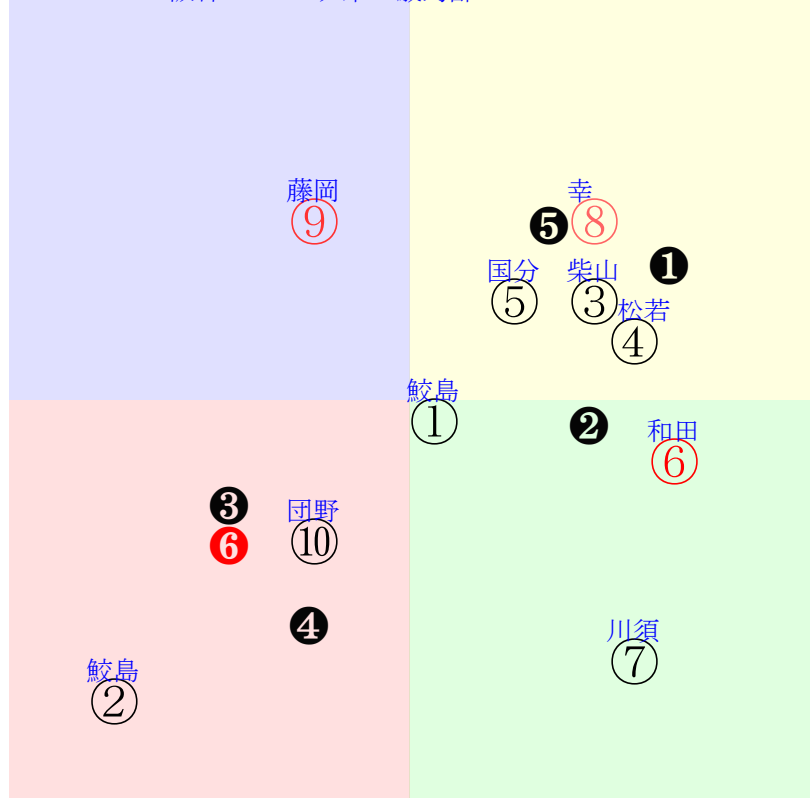 藤岡
⑨
幸
❺ ⑧
❶
国分 柴山
⑤ ③
松若
④
鮫島
①
❷
和田
⑥
❸
団野
⑩
❻
❹
川須
⑦
鮫島
②